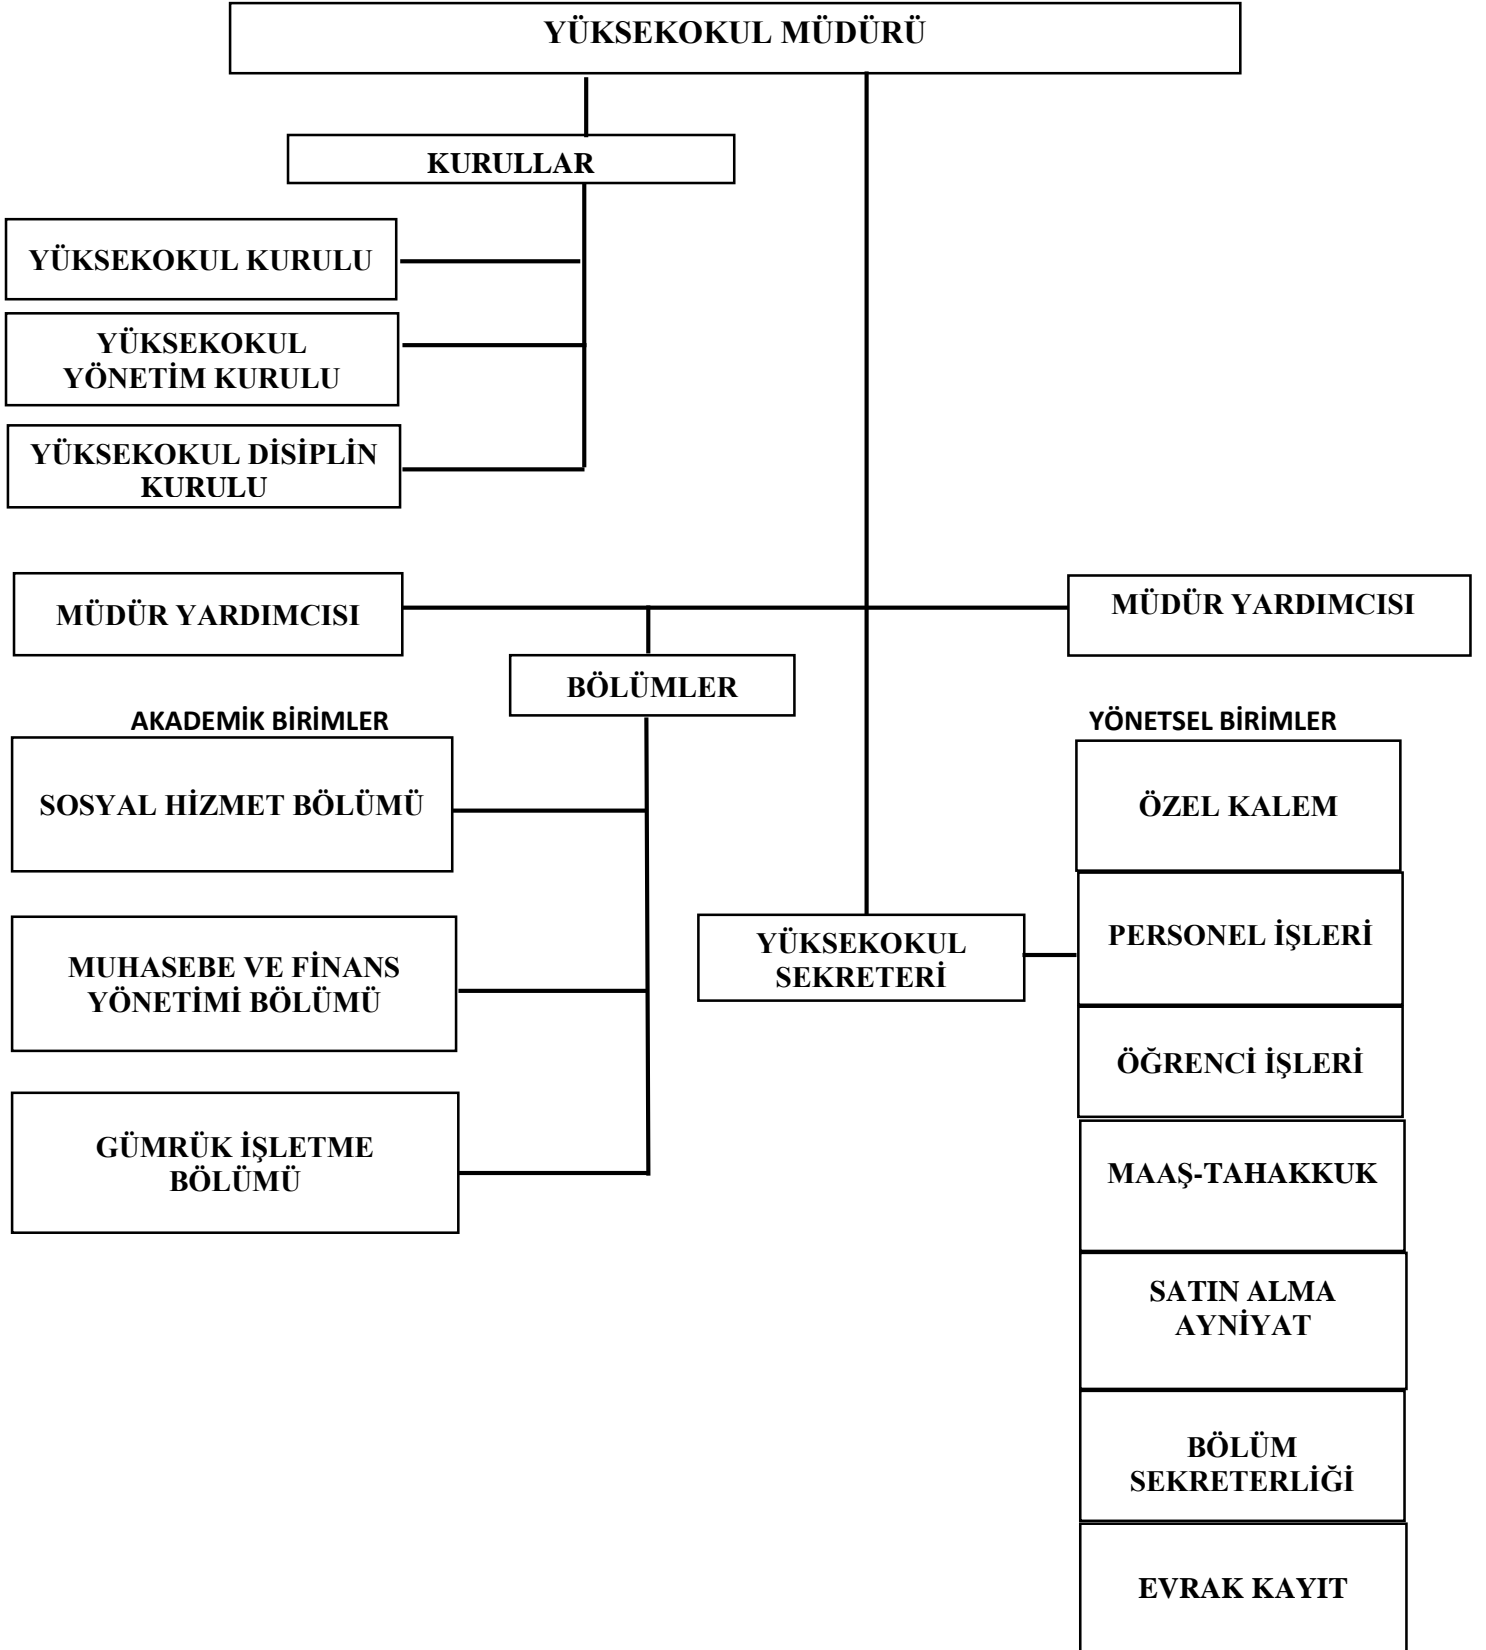 YÜKSEKOKUL MÜDÜRÜ
KURULLAR
YÜKSEKOKUL KURULU
YÜKSEKOKUL
YÖNETİM KURULU
YÜKSEKOKUL DİSİPLİN
KURULU
MÜDÜR YARDIMCISI
MÜDÜR YARDIMCISI
BÖLÜMLER
AKADEMİK BİRİMLER
SOSYAL HİZMET BÖLÜMÜ
MUHASEBE VE FİNANS
YÖNETİMİ BÖLÜMÜ
GÜMRÜK İŞLETME
BÖLÜMÜ
YÜKSEKOKUL
SEKRETERİ
YÖNETSEL BİRİMLER
ÖZEL KALEM
PERSONEL İŞLERİ
ÖĞRENCİ İŞLERİ
MAAŞ-TAHAKKUK
SATIN ALMA
AYNİYAT
BÖLÜM
SEKRETERLİĞİ
EVRAK KAYIT